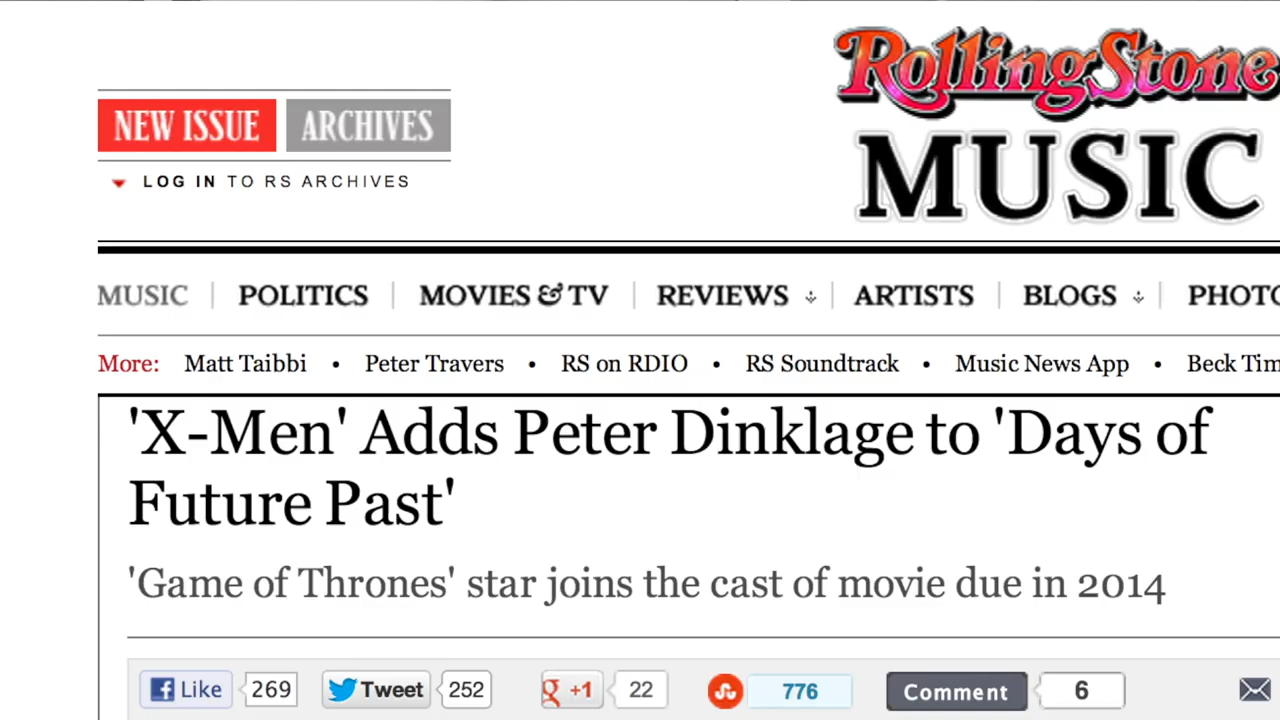 RollingStone
NEW ISSUE ARCHIVES
MUSIC
LOG IN TO RS ARCHIVES
MUSIC POLITICS MOVIES & TV REVIEWS ARTISTS BLOGS PHOTO
More: Matt Taibbi • Peter Travers • RS on RDIO • RS Soundtrack • Music News App • Beck Tim
'X-Men' Adds Peter Dinklage to 'Days of
Future Past'
'Game of Thrones' star joins the cast of movie due in 2014
Like 269 Tweet 252 +1 22 776 Comment 6